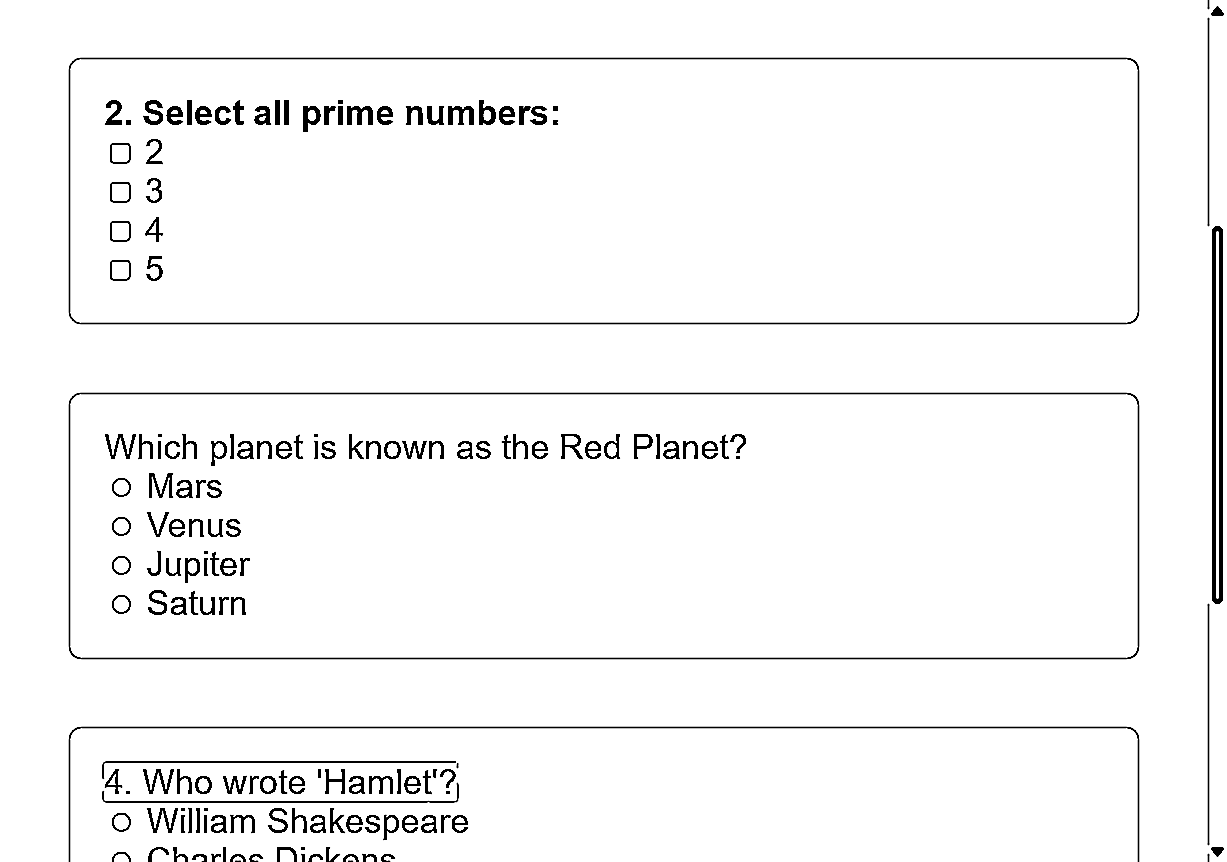 2. Select all prime numbers:
2
3
4
5
Which planet is known as the Red Planet?
Mars
Venus
Jupiter
Saturn
4. Who wrote 'Hamlet'?
William Shakespeare
Charles Dickens